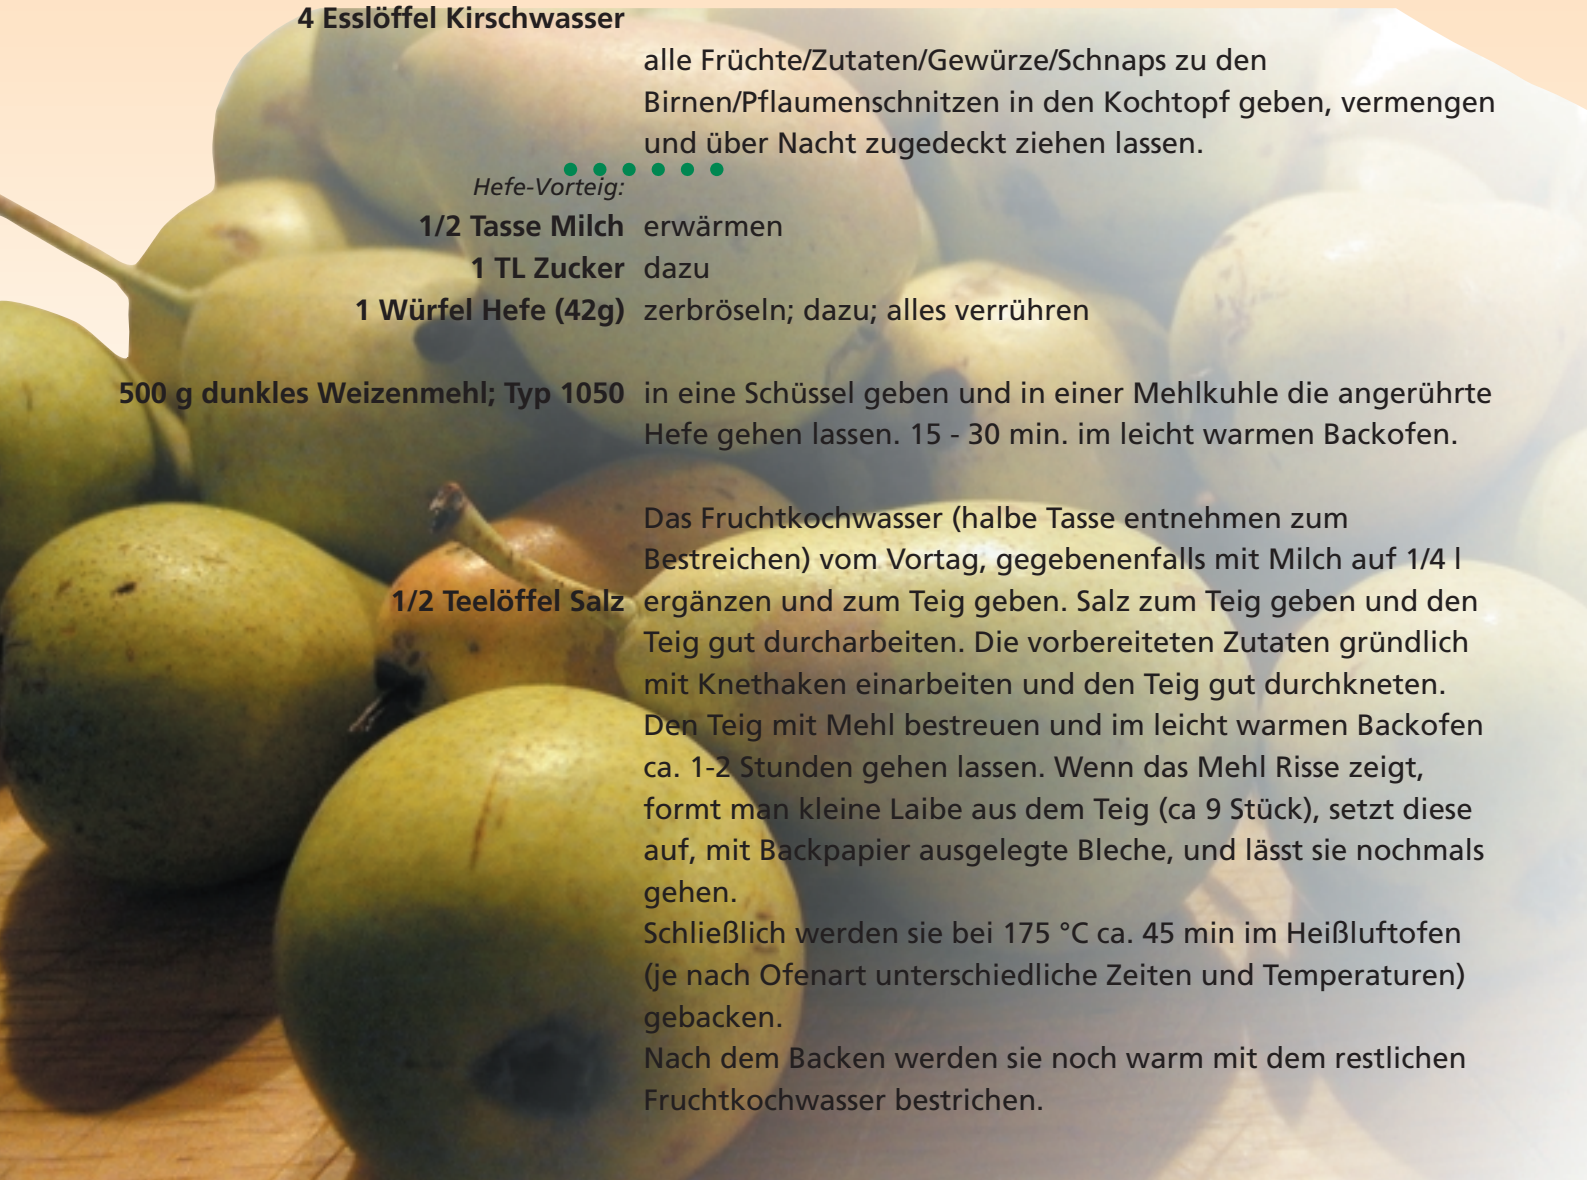 4 Esslöffel Kirschwasser
alle Früchte/Zutaten/Gewürze/Schnaps zu den
Birnen/Pflaumenschnitzen in den Kochtopf geben, vermengen
und über Nacht zugedeckt ziehen lassen.
Hefe-Vorteig:
1/2 Tasse Milch erwärmen
1 TL Zucker dazu
1 Würfel Hefe (42g) zerbröseln; dazu; alles verrühren
500 g dunkles Weizenmehl; Typ 1050 in eine Schüssel geben und in einer Mehlkuhle die angerührte
Hefe gehen lassen. 15 - 30 min. im leicht warmen Backofen.
Das Fruchtkochwasser (halbe Tasse entnehmen zum
Bestreichen) vom Vortag, gegebenenfalls mit Milch auf 1/4 l
1/2 Teelöffel Salz ergänzen und zum Teig geben. Salz zum Teig geben und den
Teig gut durcharbeiten. Die vorbereiteten Zutaten gründlich
mit Knethaken einarbeiten und den Teig gut durchkneten.
Den Teig mit Mehl bestreuen und im leicht warmen Backofen
ca. 1-2 Stunden gehen lassen. Wenn das Mehl Risse zeigt,
formt man kleine Laibe aus dem Teig (ca 9 Stück), setzt diese
auf, mit Backpapier ausgelegte Bleche, und lässt sie nochmals
gehen.
Schließlich werden sie bei 175 °C ca. 45 min im Heißluftofen
(je nach Ofenart unterschiedliche Zeiten und Temperaturen)
gebacken.
Nach dem Backen werden sie noch warm mit dem restlichen
Fruchtkochwasser bestrichen.